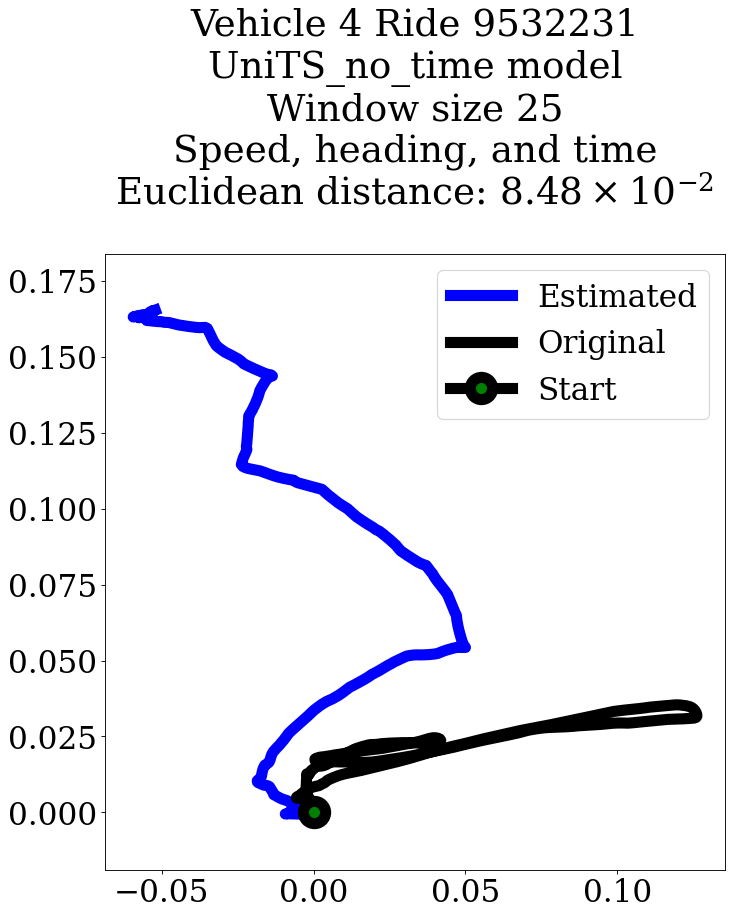 Vehicle 4 Ride 9532231
UniTS_no_time model
Window size 25
Speed, heading, and time
Euclidean distance: 8.48 × 10⁻²
0.175
0.150
0.125
0.100
0.075
0.050
0.025
0.000
Estimated
Original
Start
−0.05 0.00 0.05 0.10